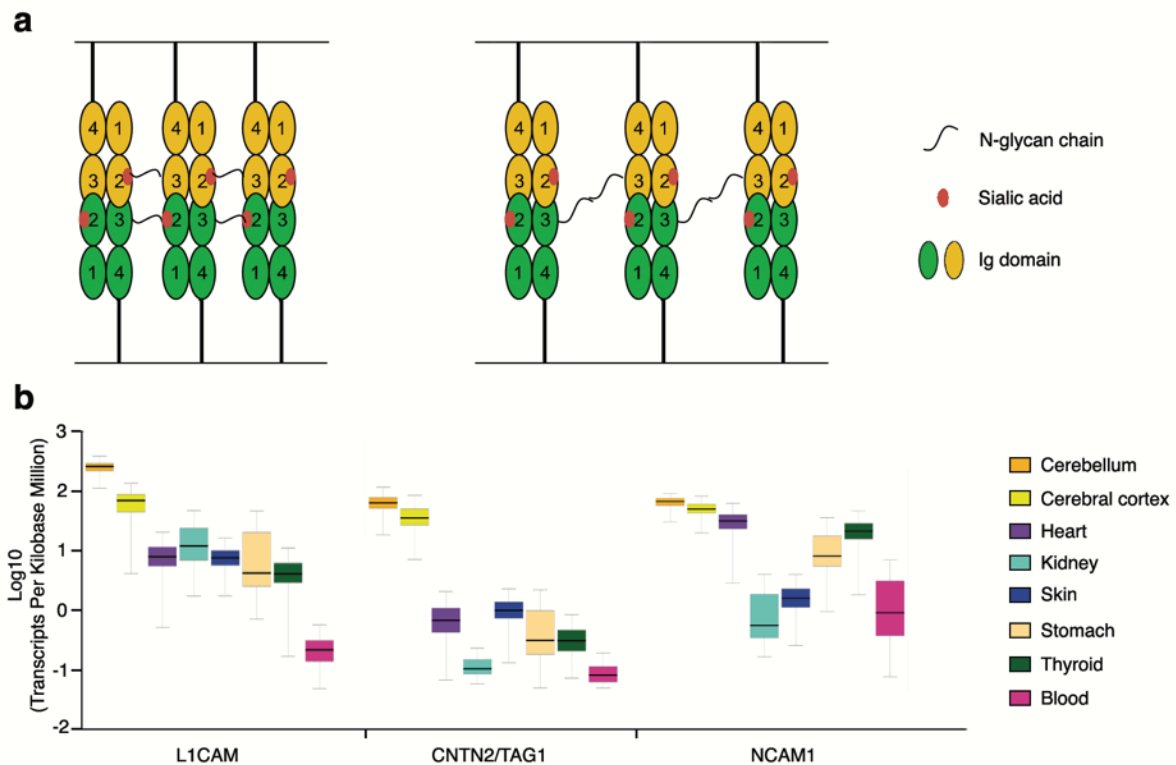 a
4 1 4 1 4 1 4 1 4 1 4 1
3 2 3 2 3 2 3 2 3 2 3 2
2 3 2 3 2 3 2 3 2 3 2 3
1 4 1 4 1 4 1 4 1 4 1 4
N-glycan chain
Sialic acid
Ig domain
b
Log10
(Transcripts Per Kilobase Million)
3
2
1
0
-1
-2
L1CAM
CNTN2/TAG1
NCAM1
Cerebellum
Cerebral cortex
Heart
Kidney
Skin
Stomach
Thyroid
Blood